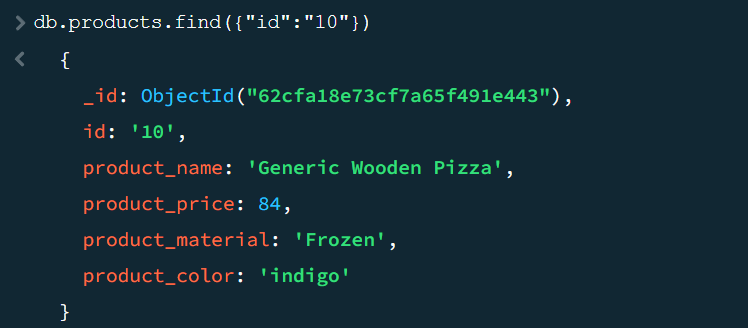 > db.products.find({"id":"10"})
< {
_id: ObjectId("62cfa18e73cf7a65f491e443"),
id: '10',
product_name: 'Generic Wooden Pizza',
product_price: 84,
product_material: 'Frozen',
product_color: 'indigo'
}